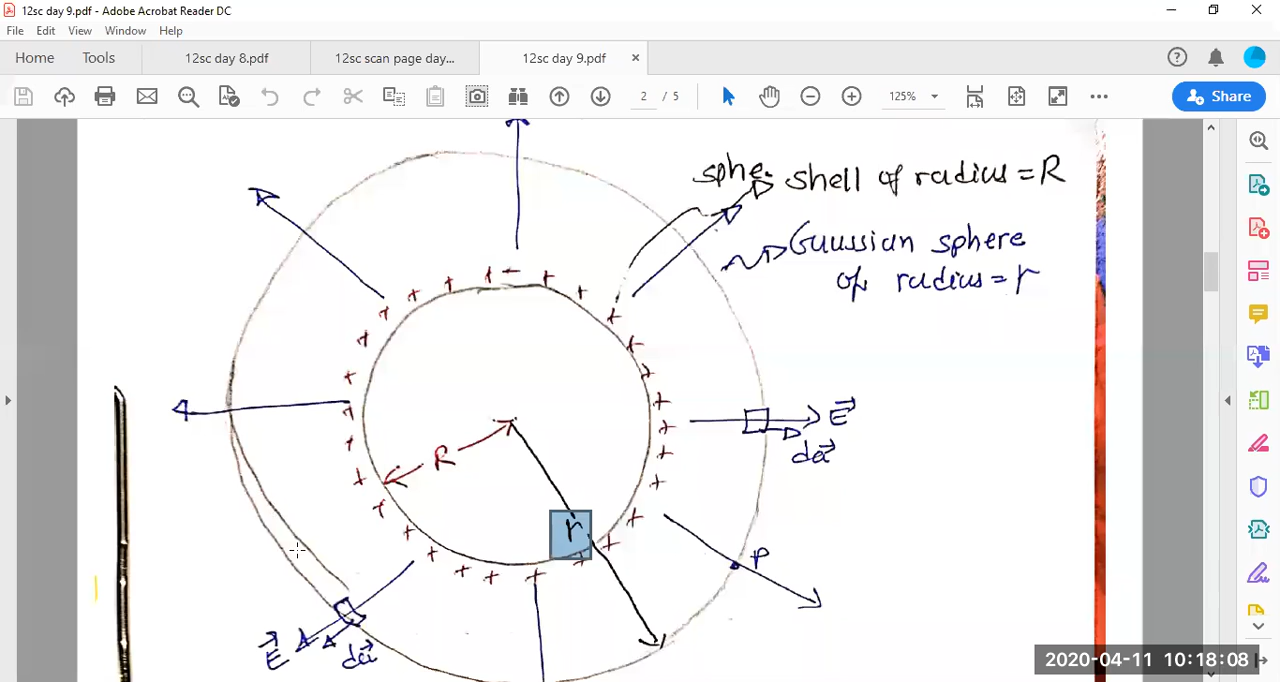 12sc day 9.pdf - Adobe Acrobat Reader DC
File Edit View Window Help
Home Tools 12sc day 8.pdf 12sc scan page day... 12sc day 9.pdf
2 / 5 125% Share
sphe. shell of radius = R
Gaussian sphere
of radius = r
E
da
R
r
P
E
da
2020-04-11 10:18:08